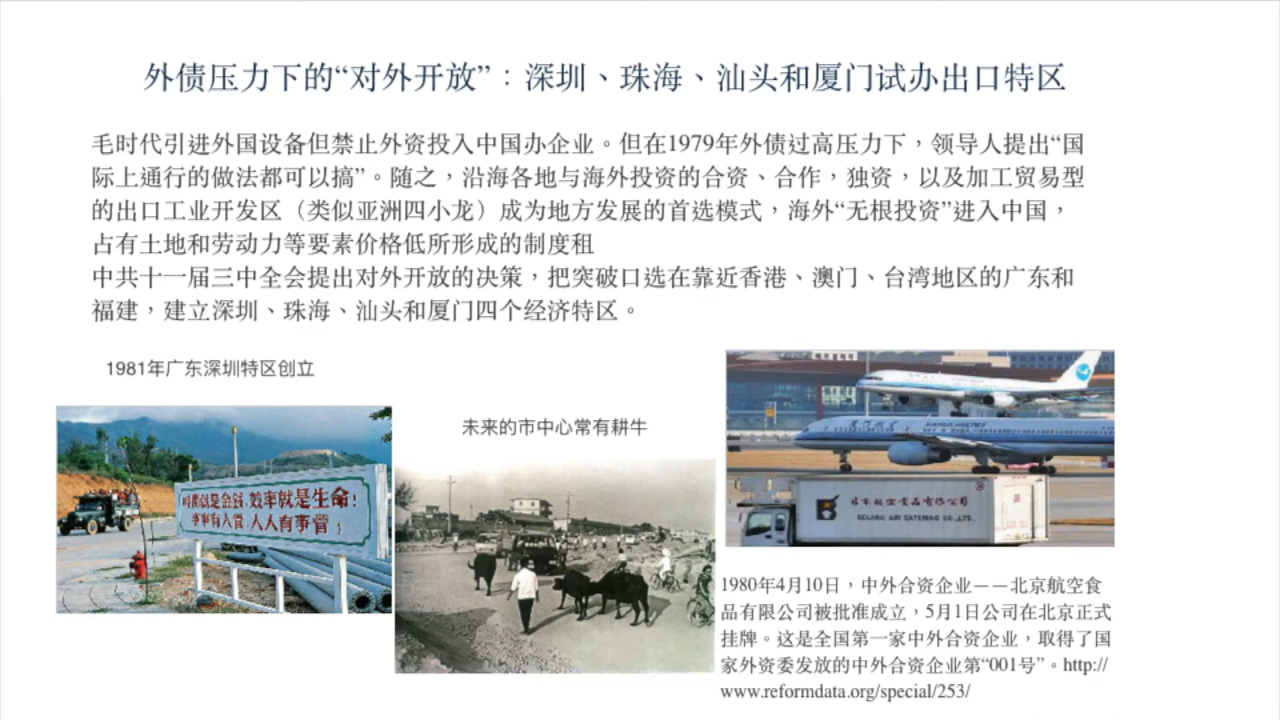 外债压力下的“对外开放”：深圳、珠海、汕头和厦门试办出口特区
毛时代引进外国设备但禁止外资投入中国办企业。但在1979年外债过高压力下，领导人提出“国
际上通行的做法都可以搞”。随之，沿海各地与海外投资的合资、合作，独资，以及加工贸易型
的出口工业开发区（类似亚洲四小龙）成为地方发展的首选模式，海外“无根投资”进入中国，
占有土地和劳动力等要素价格低所形成的制度租
中共十一届三中全会提出对外开放的决策，把突破口选在靠近香港、澳门、台湾地区的广东和
福建，建立深圳、珠海、汕头和厦门四个经济特区。
1981年广东深圳特区创立
时间就是金钱，效率就是生命！
事事有人管，人人有事管！
未来的市中心常有耕牛
XIAMEN AIRLINES
北京航空食品有限公司
BEIJING AIR CATERING CO.,LTD.
1980年4月10日，中外合资企业——北京航空食
品有限公司被批准成立，5月1日公司在北京正式
挂牌。这是全国第一家中外合资企业，取得了国
家外资委发放的中外合资企业第“001号”。http://
www.reformdata.org/special/253/